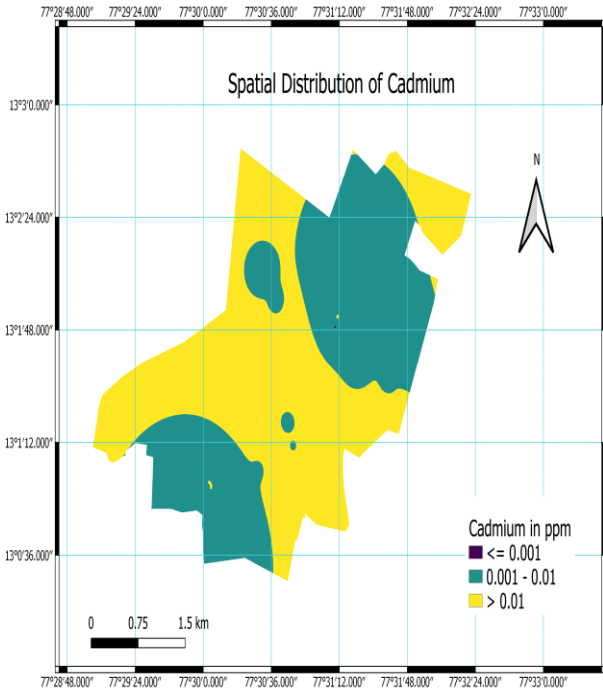 77°28′48.000″ 77°29′24.000″ 77°30′0.000″ 77°30′36.000″ 77°31′12.000″ 77°31′48.000″ 77°32′24.000″ 77°33′0.000″
Spatial Distribution of Cadmium
13°3′0.000″
N
13°2′24.000″
13°1′48.000″
13°1′12.000″
Cadmium in ppm
<= 0.001
13°0′36.000″
0.001 - 0.01
> 0.01
0 0.75 1.5 km
77°28′48.000″ 77°29′24.000″ 77°30′0.000″ 77°30′36.000″ 77°31′12.000″ 77°31′48.000″ 77°32′24.000″ 77°33′0.000″